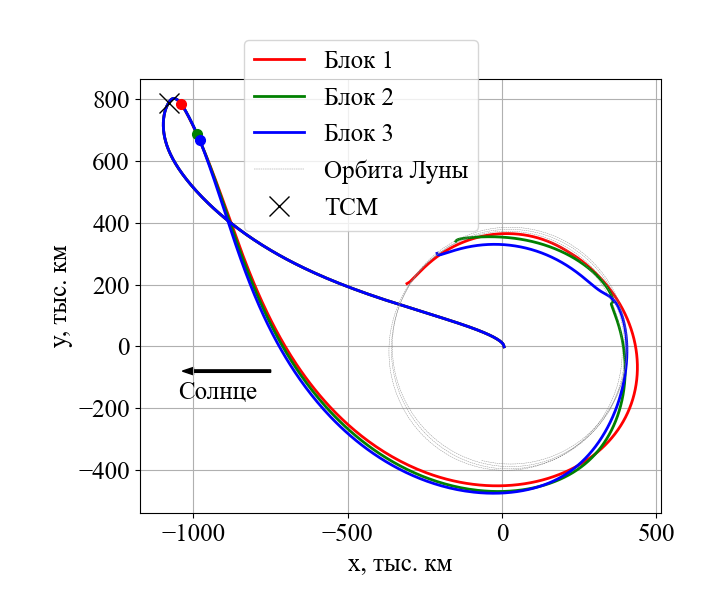 Блок 1
Блок 2
Блок 3
Орбита Луны
TCM
800
600
400
200
0
−200
−400
y, тыс. км
Солнце
−1000
−500
0
500
x, тыс. км